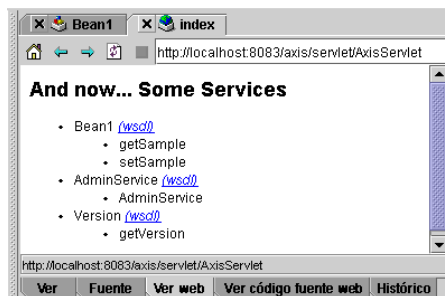 Bean1 index
http://localhost:8083/axis/servlet/AxisServlet
And now... Some Services
• Bean1 (wsdl)
• getSample
• setSample
• AdminService (wsdl)
• AdminService
• Version (wsdl)
• getVersion
http://localhost:8083/axis/servlet/AxisServlet
Ver Fuente Ver web Ver código fuente web Histórico